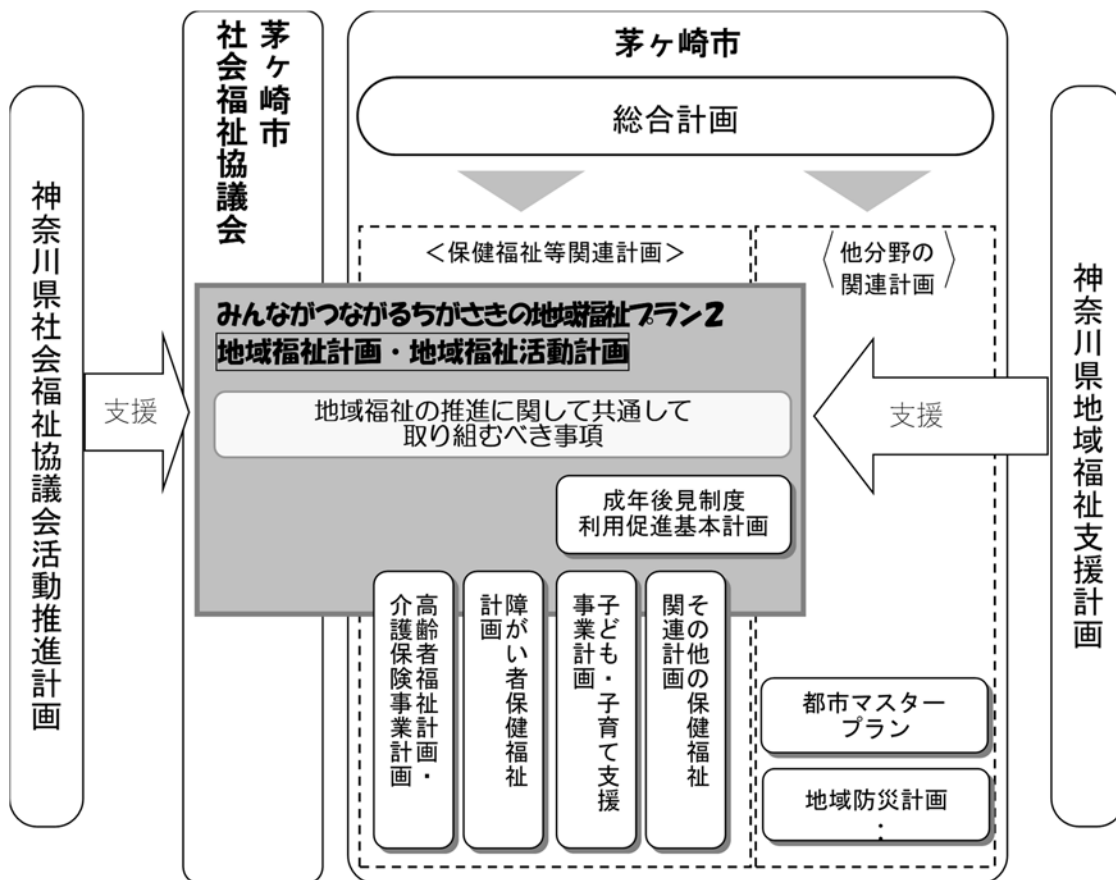 神奈川県社会福祉協議会活動推進計画
支援
茅ヶ崎市
社会福祉協議会
茅ヶ崎市
総合計画
<保健福祉等関連計画>
〈他分野の
関連計画〉
みんながつながるちがさきの地域福祉プラン2
地域福祉計画・地域福祉活動計画
地域福祉の推進に関して共通して
取り組むべき事項
成年後見制度
利用促進基本計画
高齢者福祉計画・
介護保険事業計画
障がい者保健福祉
計画
子ども・子育て支援
事業計画
その他の保健福祉
関連計画
都市マスター
プラン
地域防災計画
:
支援
神奈川県地域福祉支援計画